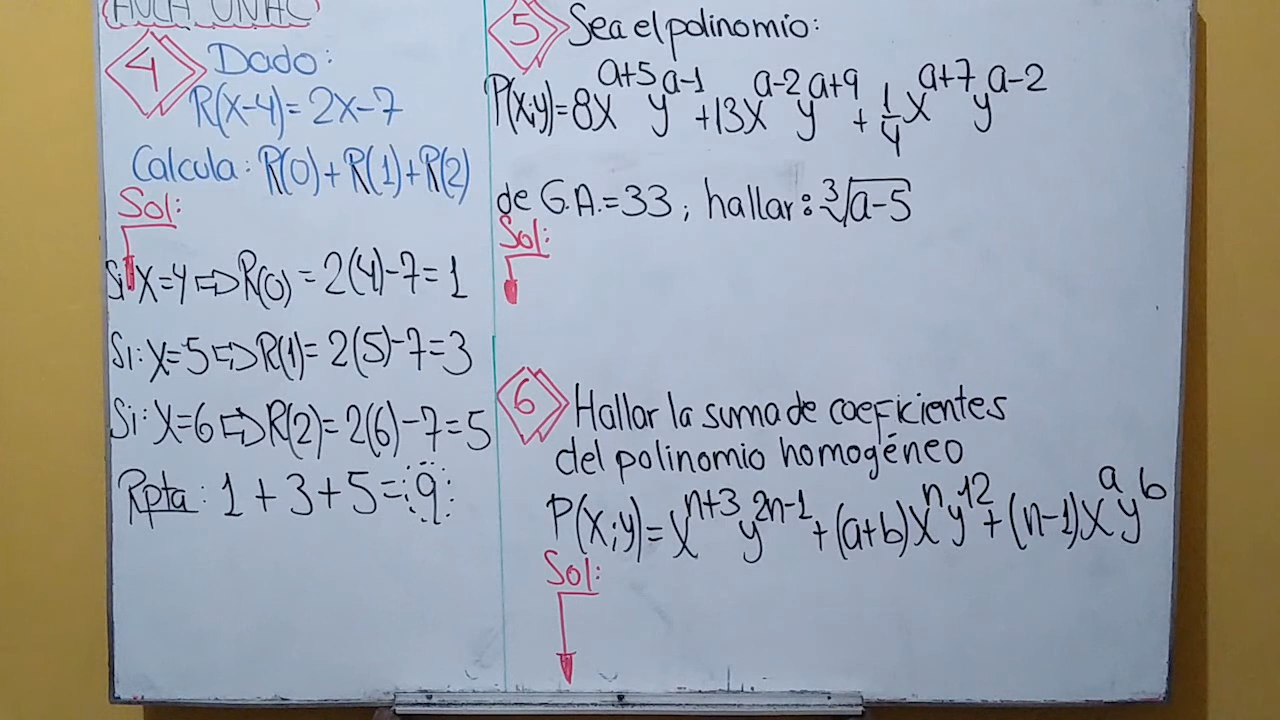 4 Dado:
R(x-4)=2x-7
Calcula: R(0)+R(1)+R(2)
Sol:
Si x=4 ⇨ R(0) = 2(4)-7=1
Si: x=5 ⇨ R(1)= 2(5)-7=3
Si: x=6 ⇨ R(2)= 2(6)-7=5
Rpta: 1+3+5=9
5 Sea el polinomio:
P(x;y)=8x^{a+5}y^{a-1}+13x^{a-2}y^{a+9}+\frac{1}{4}x^{a+7}y^{a-2}
de G.A.=33; hallar: ∛(a-5)
Sol:
6 Hallar la suma de coeficientes
del polinomio homogéneo
P(x;y)=x^{n+3}y^{2n-1}+(a+b)x^{n}y^{12}+(n-1)x^{a}y^{b}
Sol: